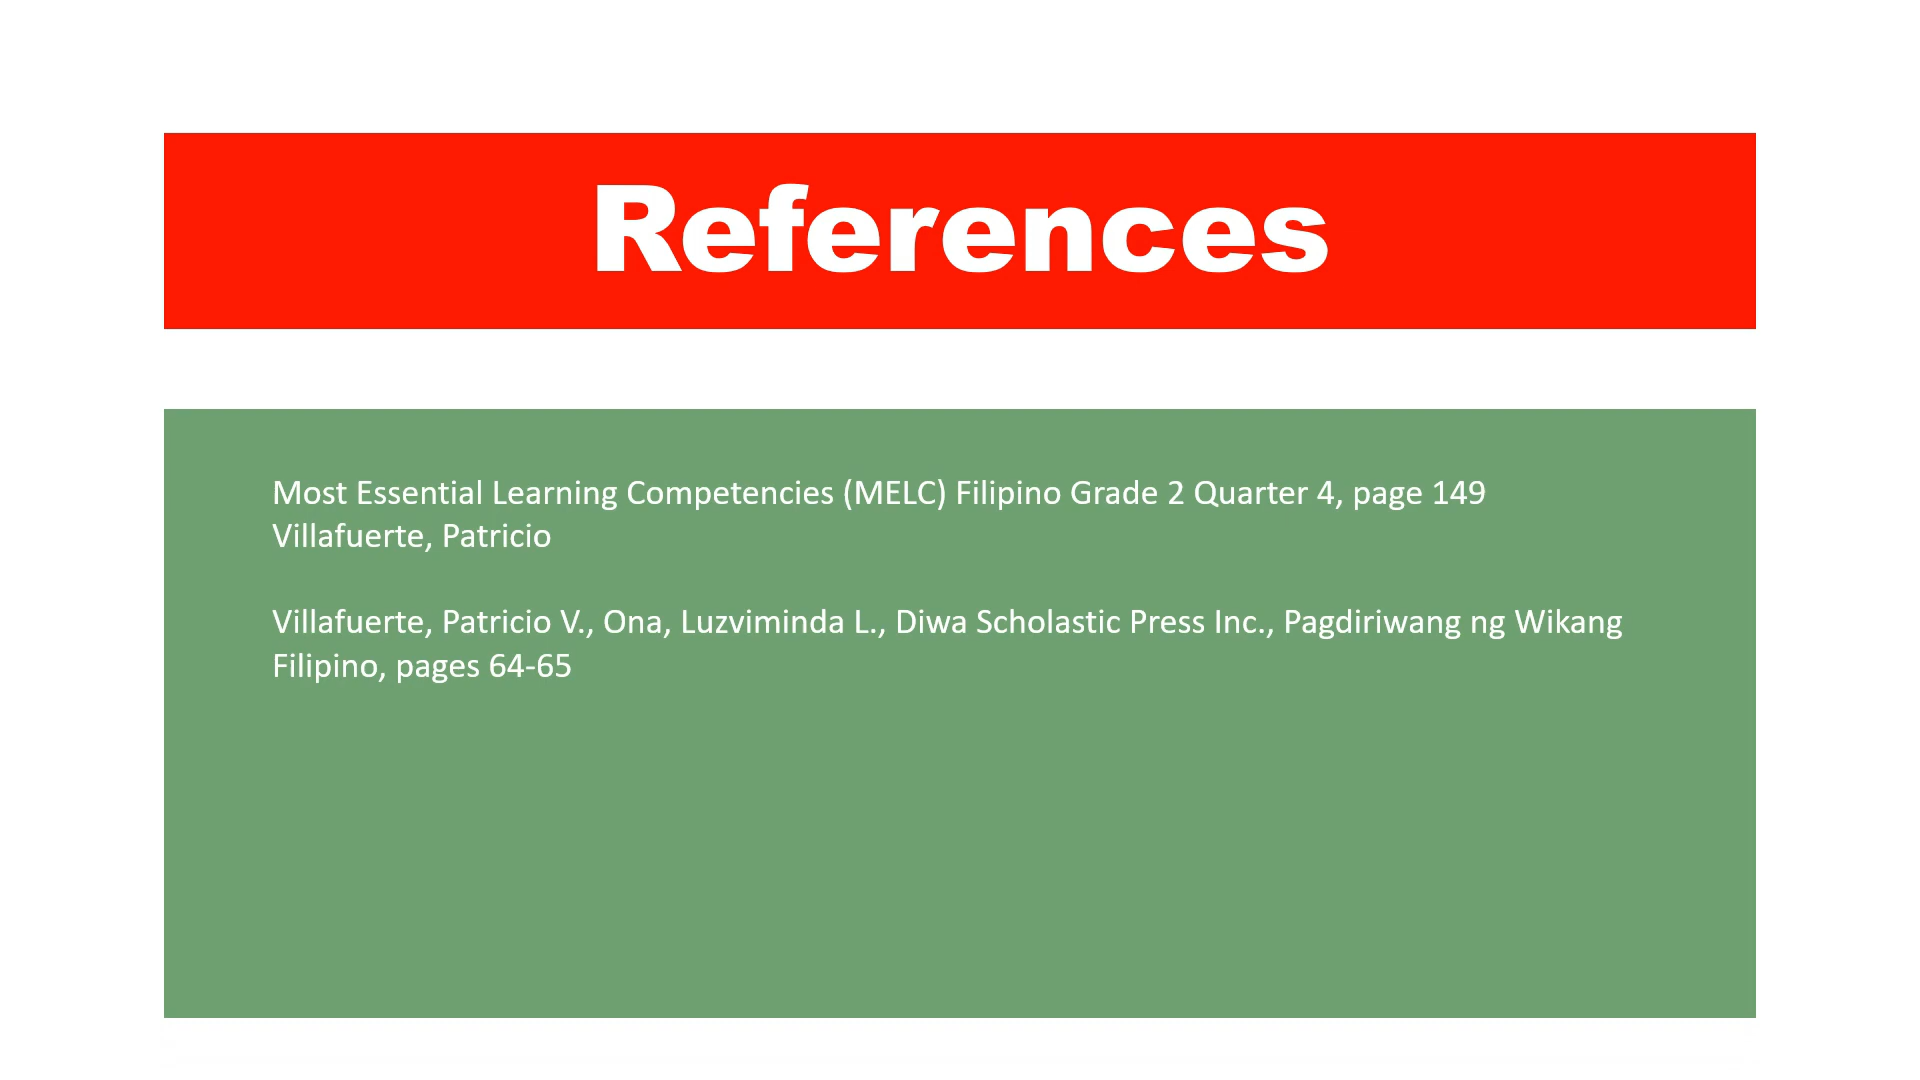 References
Most Essential Learning Competencies (MELC) Filipino Grade 2 Quarter 4, page 149
Villafuerte, Patricio
Villafuerte, Patricio V., Ona, Luzviminda L., Diwa Scholastic Press Inc., Pagdiriwang ng Wikang
Filipino, pages 64-65